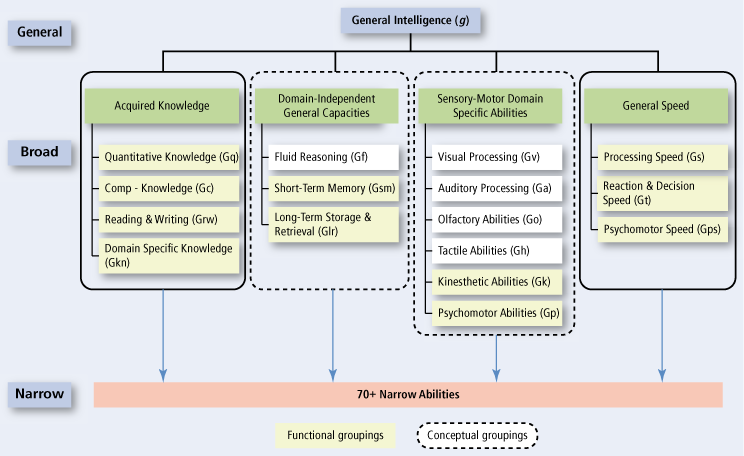 General
General Intelligence (g)
Broad
Acquired Knowledge
Quantitative Knowledge (Gq)
Comp - Knowledge (Gc)
Reading & Writing (Grw)
Domain Specific Knowledge
(Gkn)
Domain-Independent
General Capacities
Fluid Reasoning (Gf)
Short-Term Memory (Gsm)
Long-Term Storage &
Retrieval (Glr)
Sensory-Motor Domain
Specific Abilities
Visual Processing (Gv)
Auditory Processing (Ga)
Olfactory Abilities (Go)
Tactile Abilities (Gh)
Kinesthetic Abilities (Gk)
Psychomotor Abilities (Gp)
General Speed
Processing Speed (Gs)
Reaction & Decision
Speed (Gt)
Psychomotor Speed (Gps)
Narrow
70+ Narrow Abilities
Functional groupings
Conceptual groupings